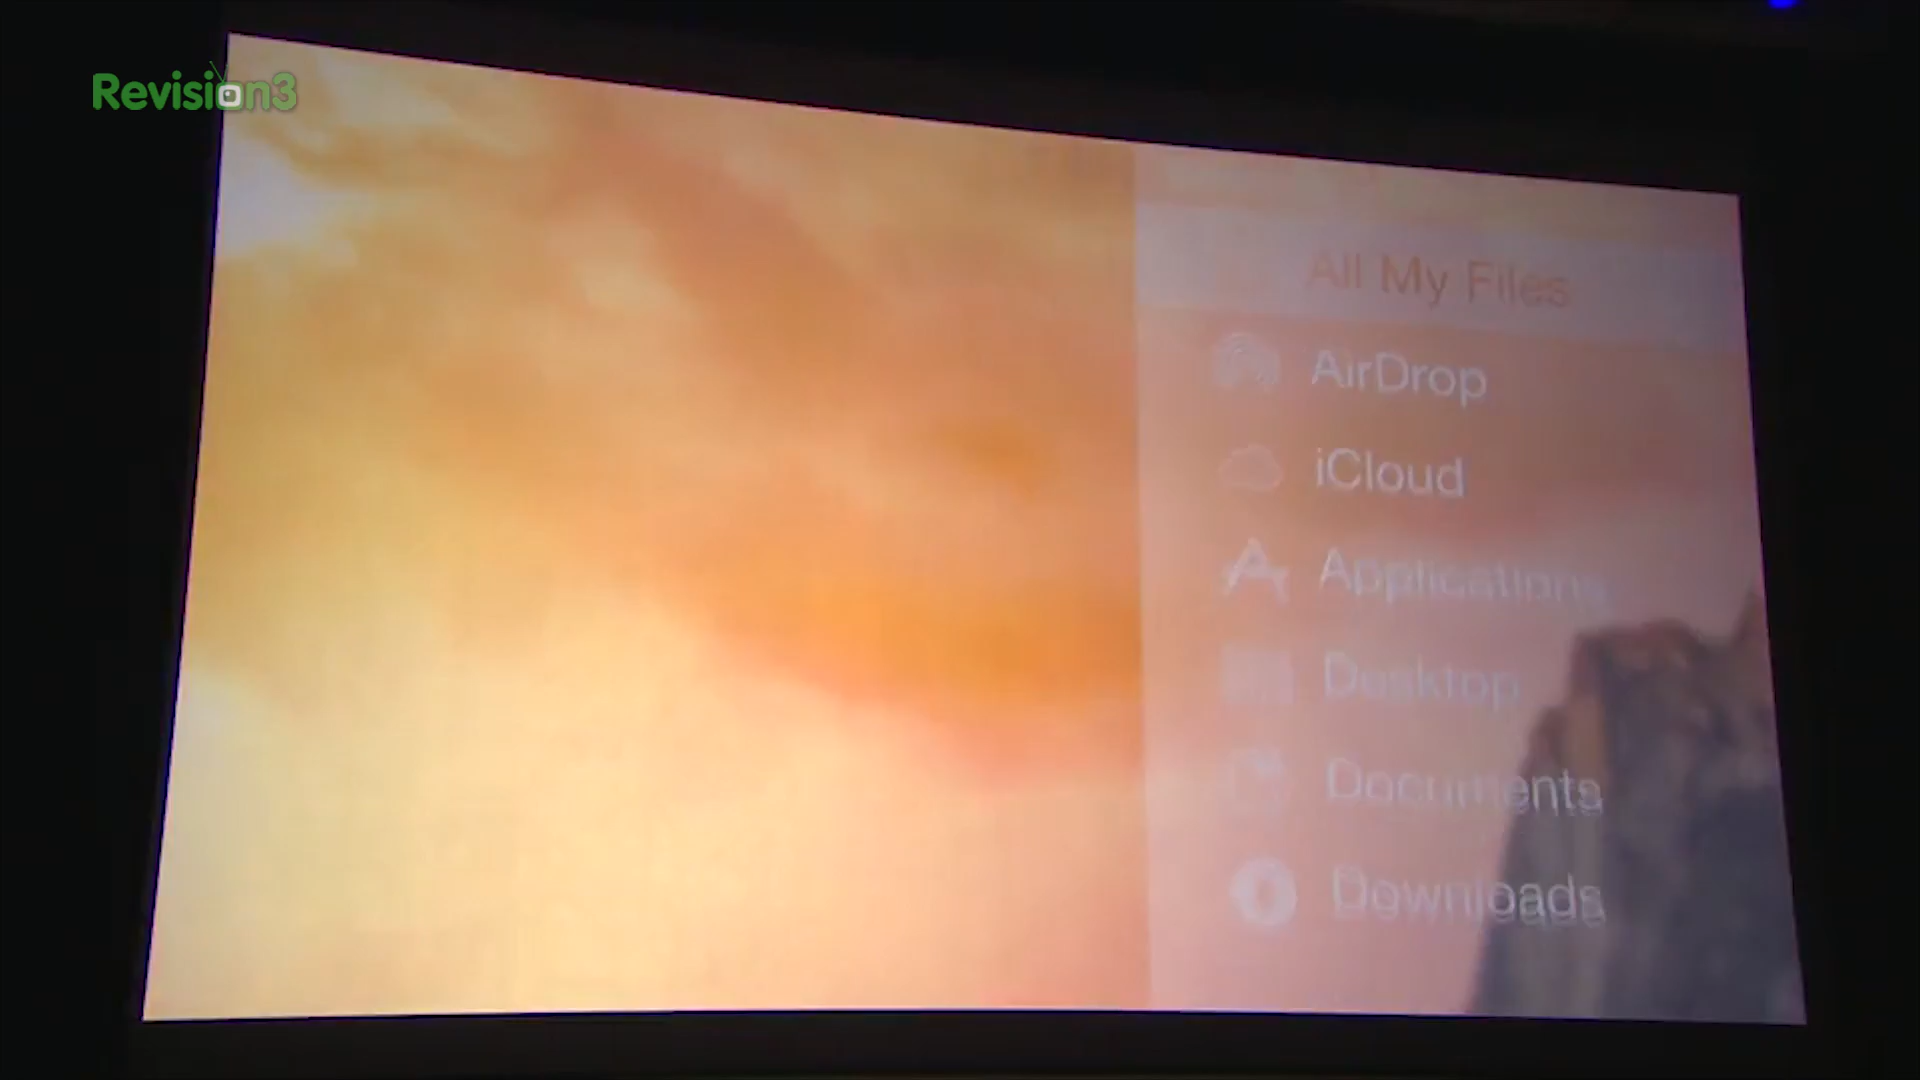 Revision3
All My Files
AirDrop
iCloud
Applications
Desktop
Documents
Downloads